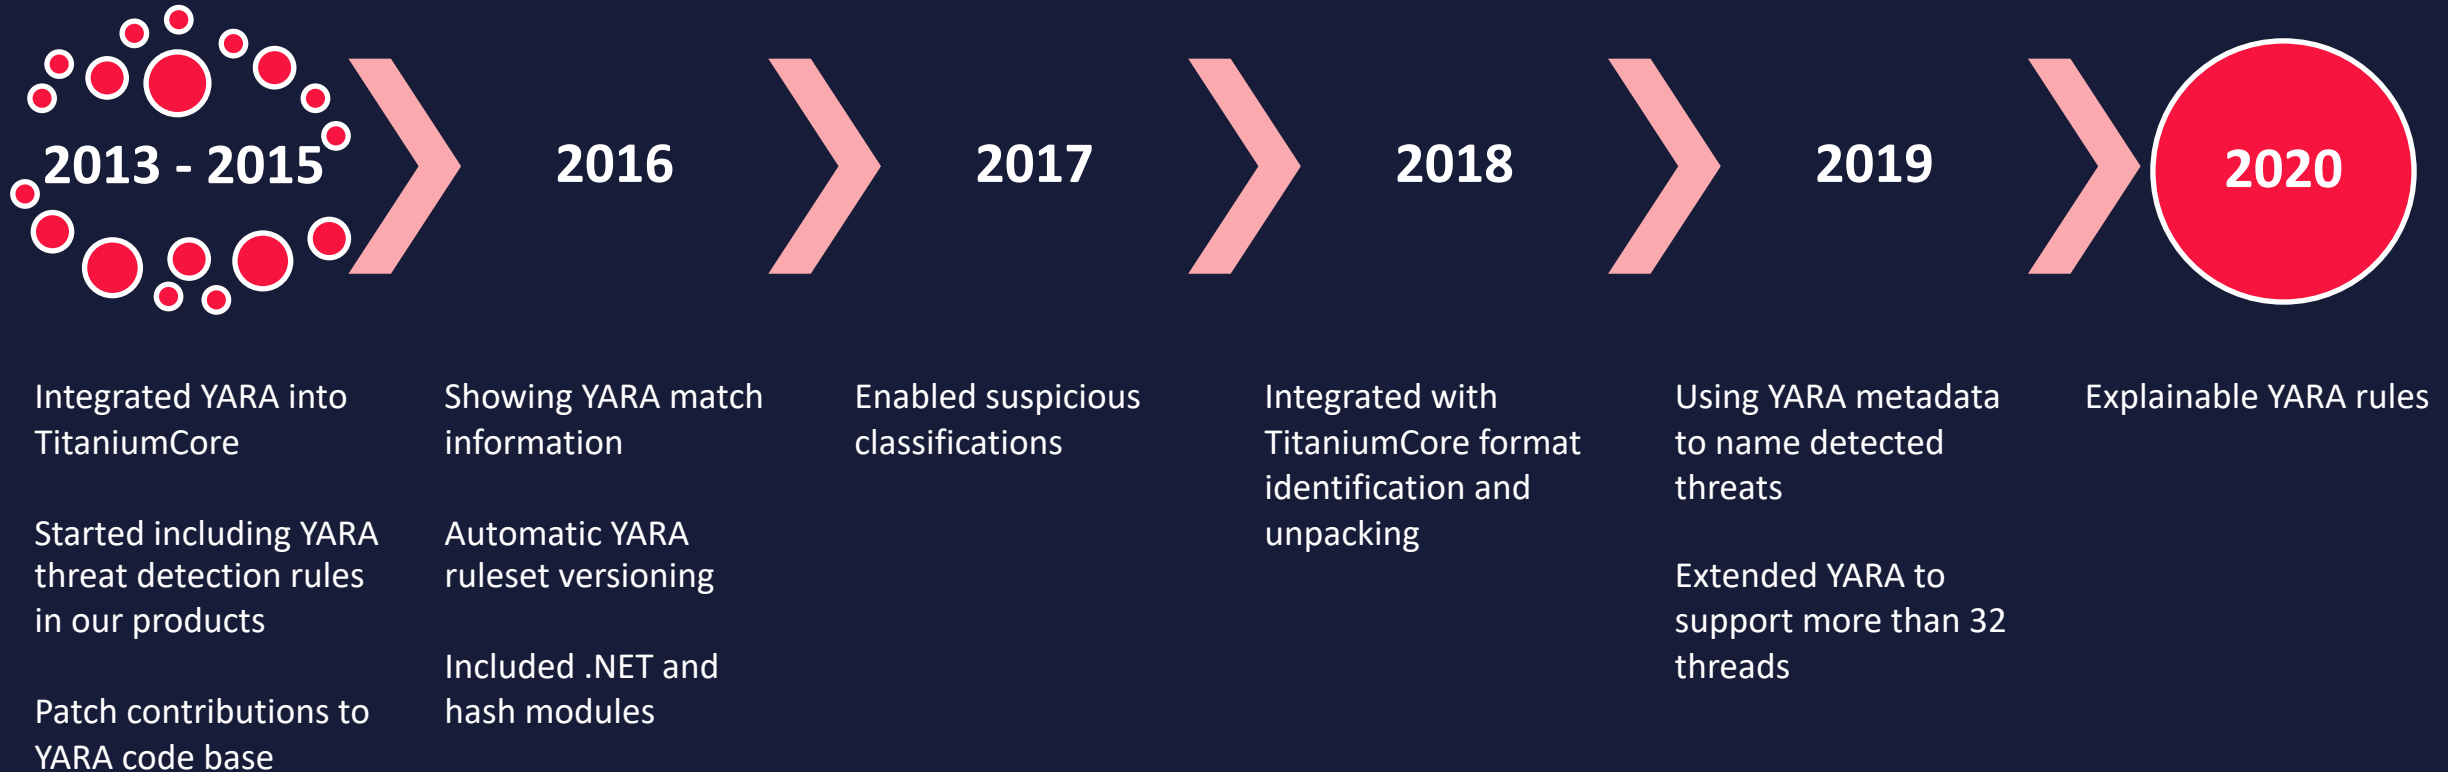 2013 - 2015
2016
2017
2018
2019
2020
Integrated YARA into
TitaniumCore
Started including YARA
threat detection rules
in our products
Patch contributions to
YARA code base
Showing YARA match
information
Automatic YARA
ruleset versioning
Included .NET and
hash modules
Enabled suspicious
classifications
Integrated with
TitaniumCore format
identification and
unpacking
Using YARA metadata
to name detected
threats
Extended YARA to
support more than 32
threads
Explainable YARA rules